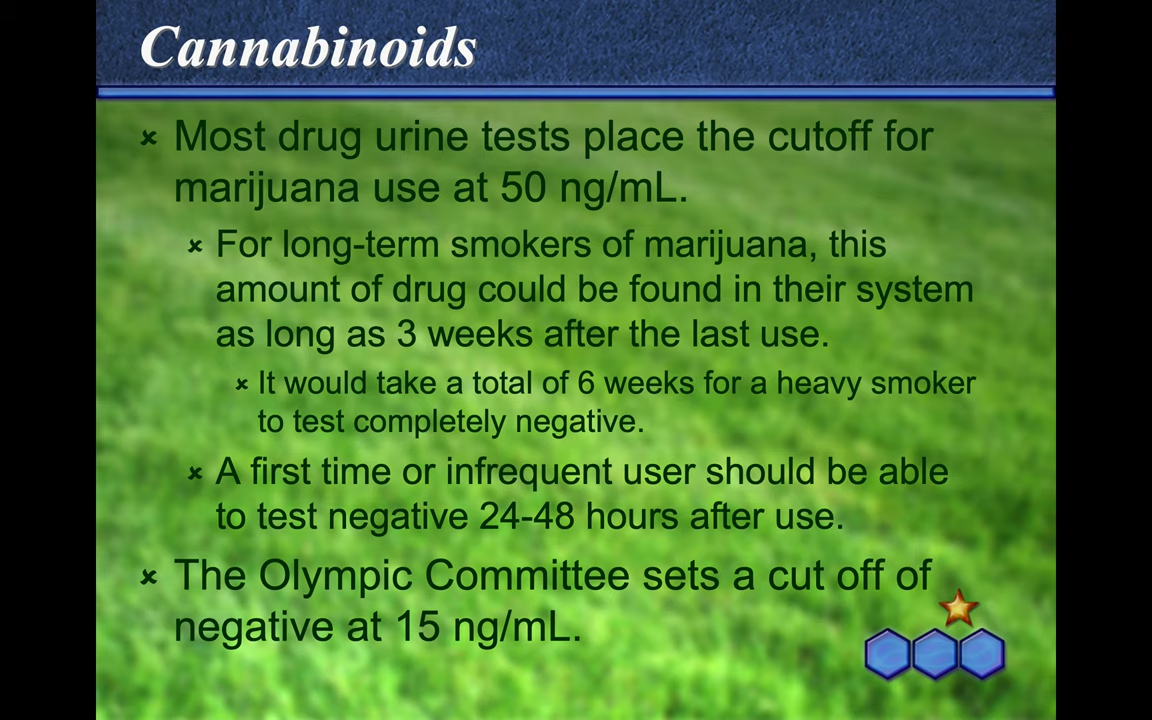 Cannabinoids
Most drug urine tests place the cutoff for
marijuana use at 50 ng/mL.
For long-term smokers of marijuana, this
amount of drug could be found in their system
as long as 3 weeks after the last use.
It would take a total of 6 weeks for a heavy smoker
to test completely negative.
A first time or infrequent user should be able
to test negative 24-48 hours after use.
The Olympic Committee sets a cut off of
negative at 15 ng/mL.